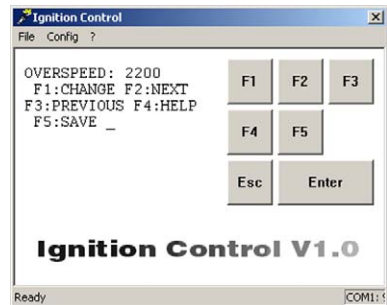 Ignition Control
File Config ?
OVERSPEED: 2200
F1:CHANGE F2:NEXT
F3:PREVIOUS F4:HELP
F5:SAVE _
F1 F2 F3
F4 F5
Esc Enter
Ignition Control V1.0
Ready COM1: